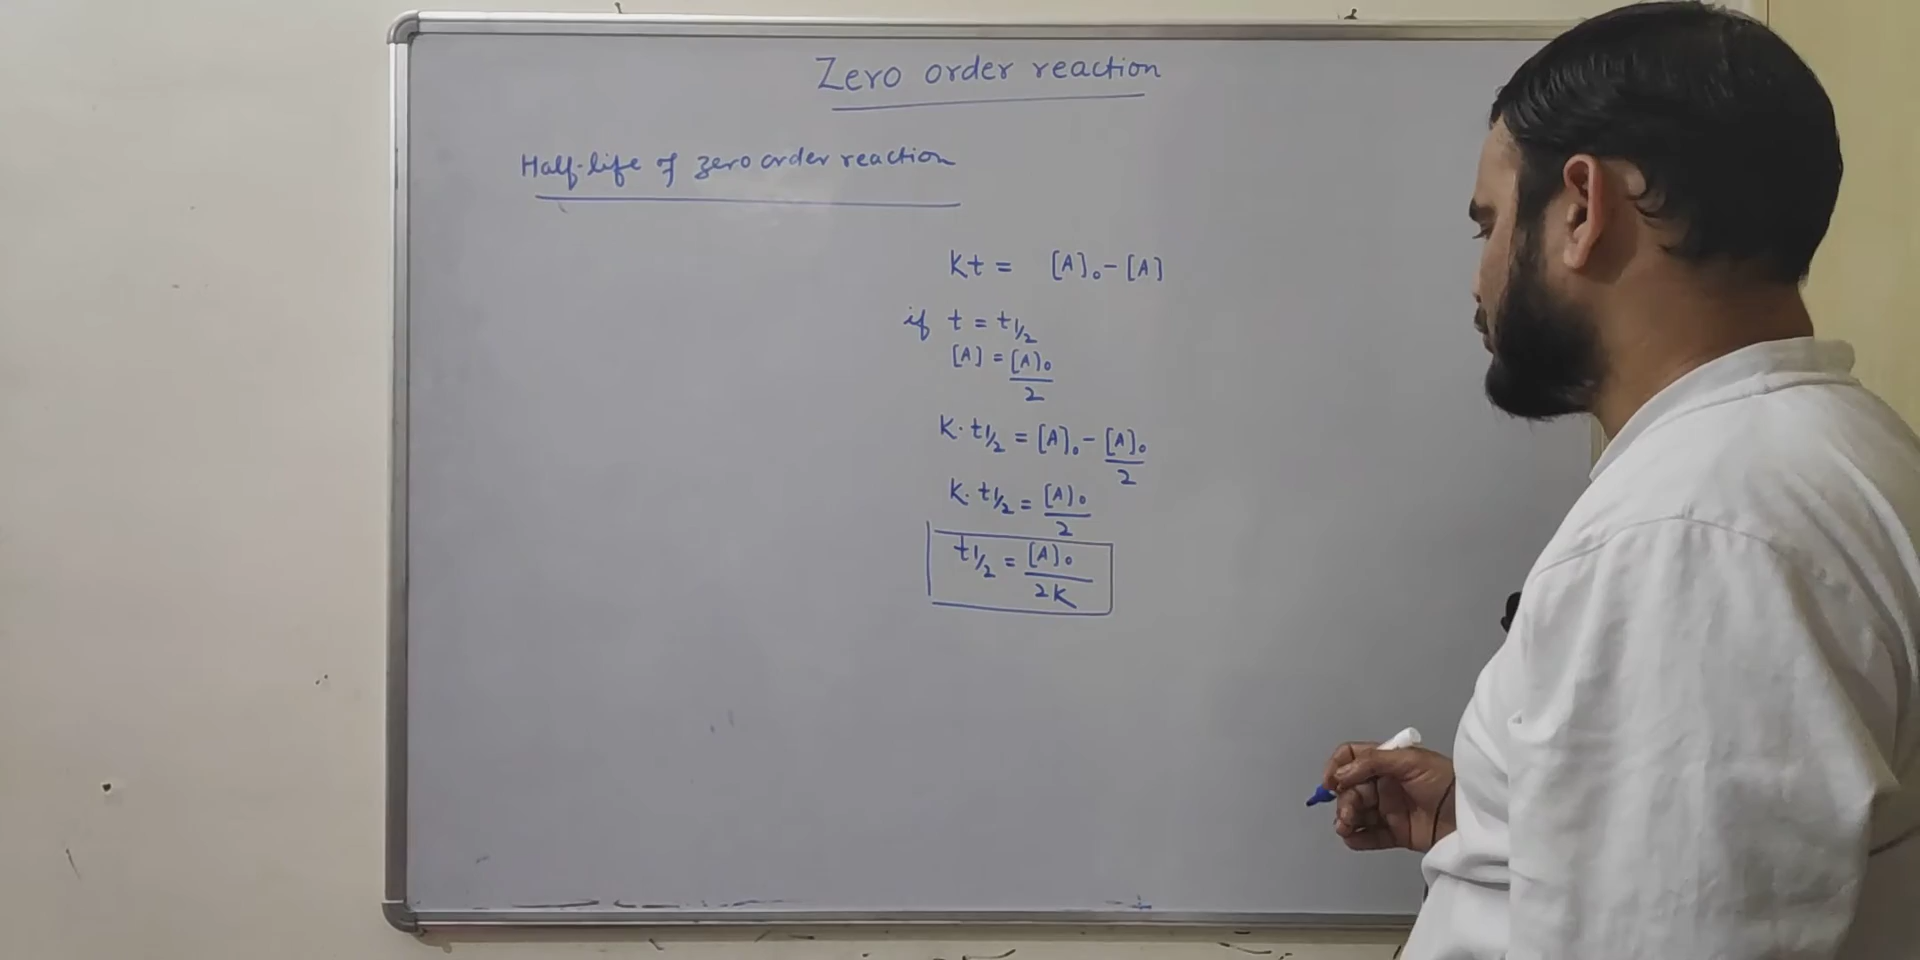 Zero order reaction
Half-life of zero order reaction
Kt = [A]₀ - [A]
if t = t1/2
[A] = [A]₀/2
K. t1/2 = [A]₀ - [A]₀/2
K. t1/2 = [A]₀/2
t1/2 = [A]₀/2K